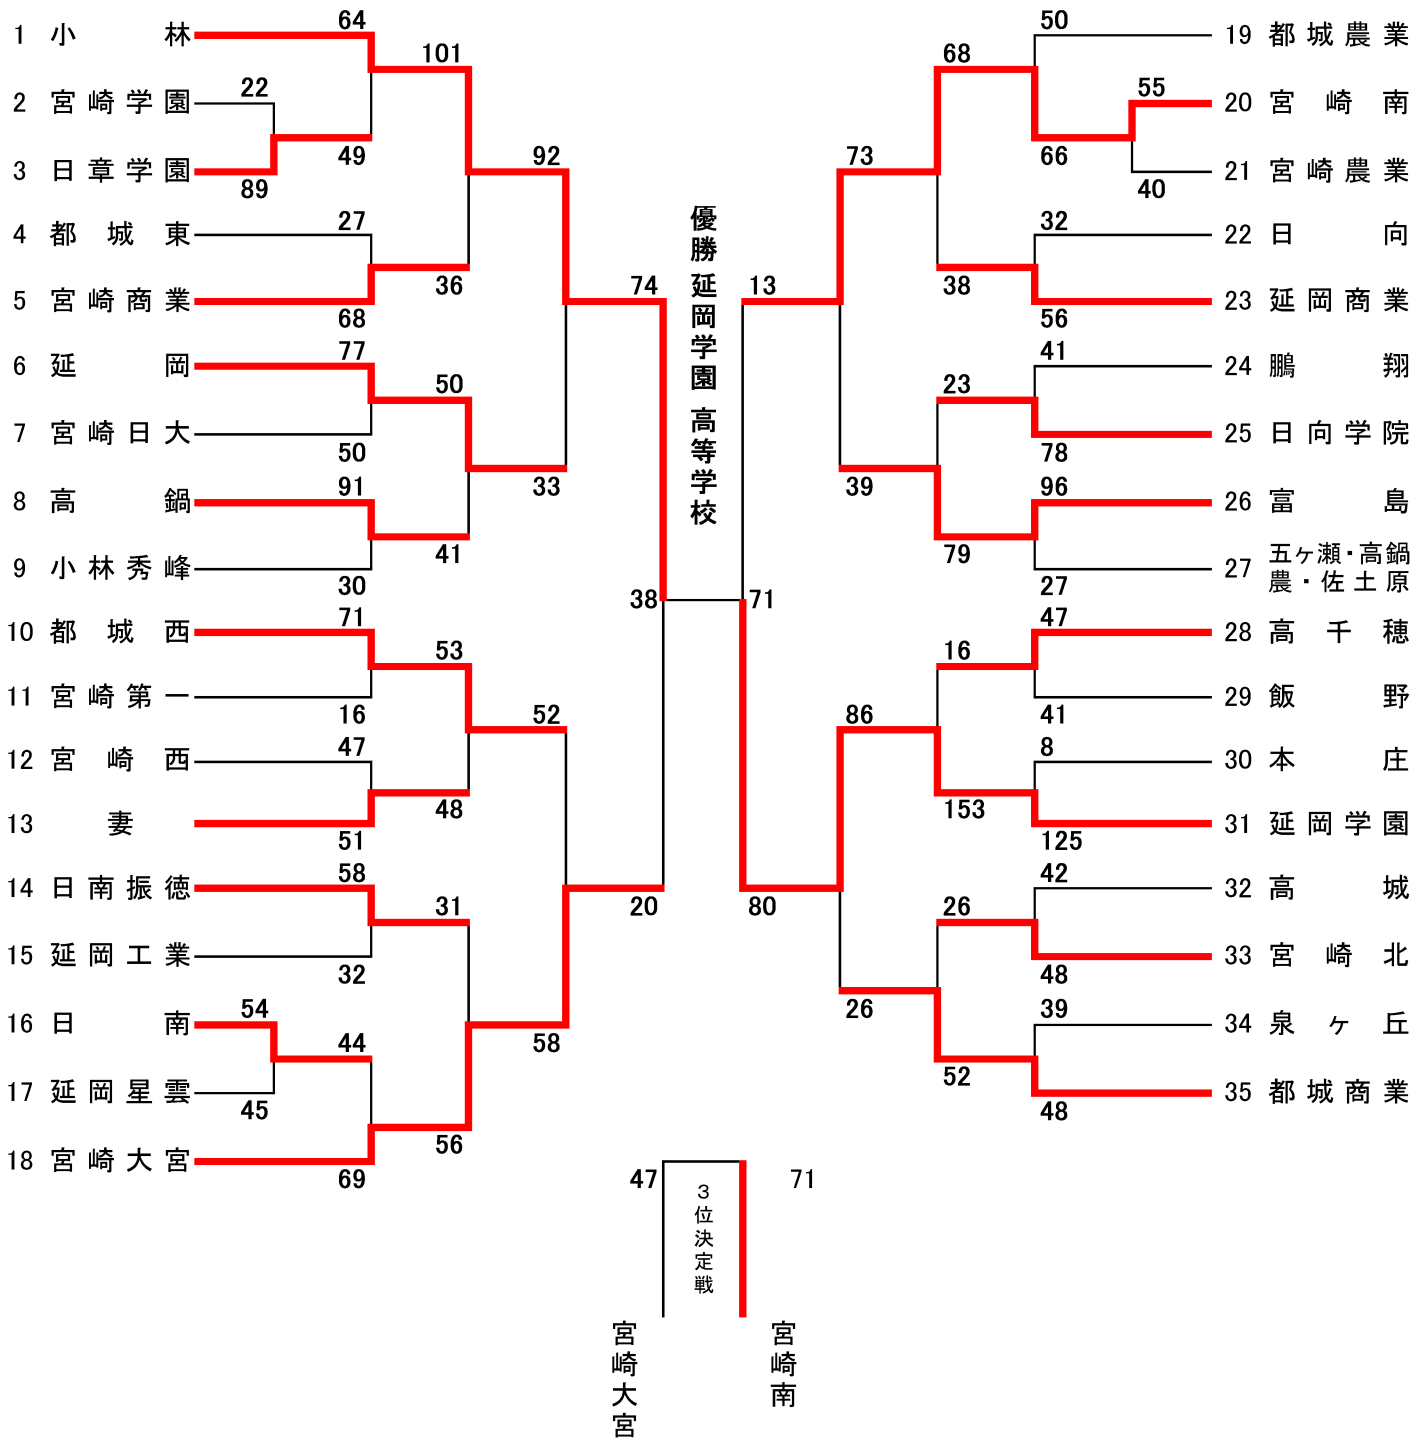 1 小林
64
2 宮崎学園
22
101
3 日章学園
89
49
92
4 都城東
27
5 宮崎商業
68
36
74
6 延岡
77
7 宮崎日大
50
50
8 高鍋
91
33
9 小林秀峰
30
41
38
10 都城西
71
11 宮崎第一
16
53
12 宮崎西
47
52
13 妻
51
48
14 日南振徳
58
15 延岡工業
32
31
20
16 日南
54
17 延岡星雲
45
44
58
18 宮崎大宮
69
56
優勝 延岡学園 高等学校
50
19 都城農業
68
55
20 宮崎南
73
66
40
21 宮崎農業
32
22 日向
13
38
56
23 延岡商業
41
24 鵬翔
23
78
25 日向学院
39
96
26 富島
79
27
27 五ヶ瀬・高鍋
農・佐土原
71
47
28 高千穂
16
41
29 飯野
86
8
30 本庄
153
125
31 延岡学園
80
42
32 高城
26
48
33 宮崎北
26
39
34 泉ヶ丘
52
48
35 都城商業
47
3位決定戦
71
宮崎大宮
宮崎南